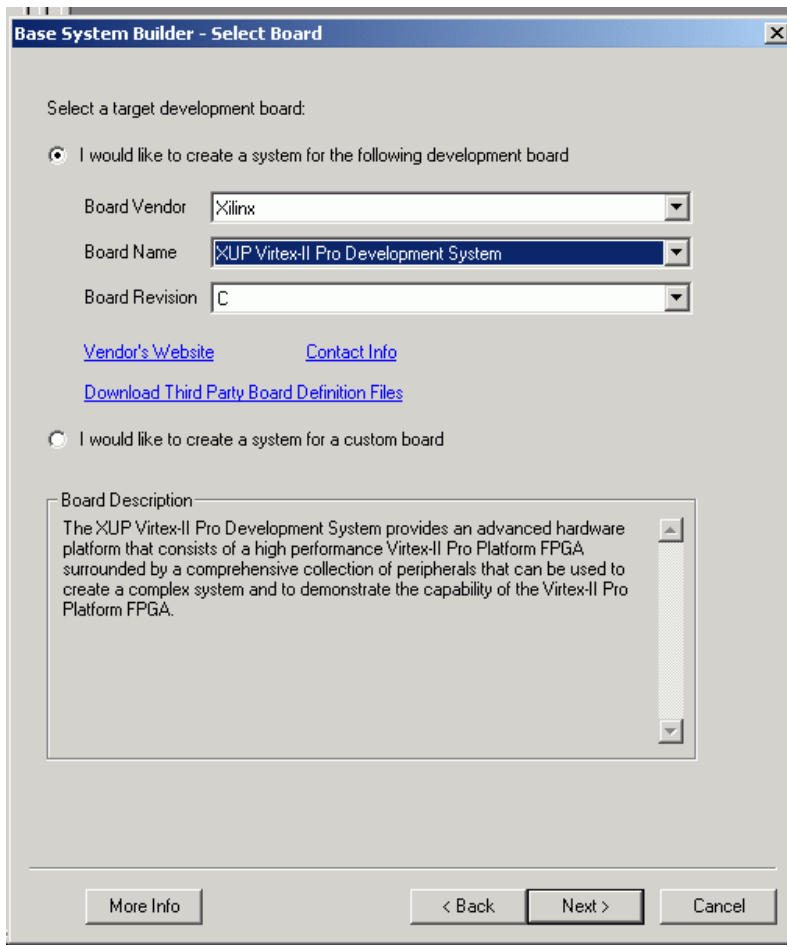 Base System Builder - Select Board
Select a target development board:
I would like to create a system for the following development board
Board Vendor Xilinx
Board Name XUP Virtex-II Pro Development System
Board Revision C
Vendor's Website Contact Info
Download Third Party Board Definition Files
I would like to create a system for a custom board
Board Description
The XUP Virtex-II Pro Development System provides an advanced hardware
platform that consists of a high performance Virtex-II Pro Platform FPGA
surrounded by a comprehensive collection of peripherals that can be used to
create a complex system and to demonstrate the capability of the Virtex-II Pro
Platform FPGA.
More Info < Back Next > Cancel